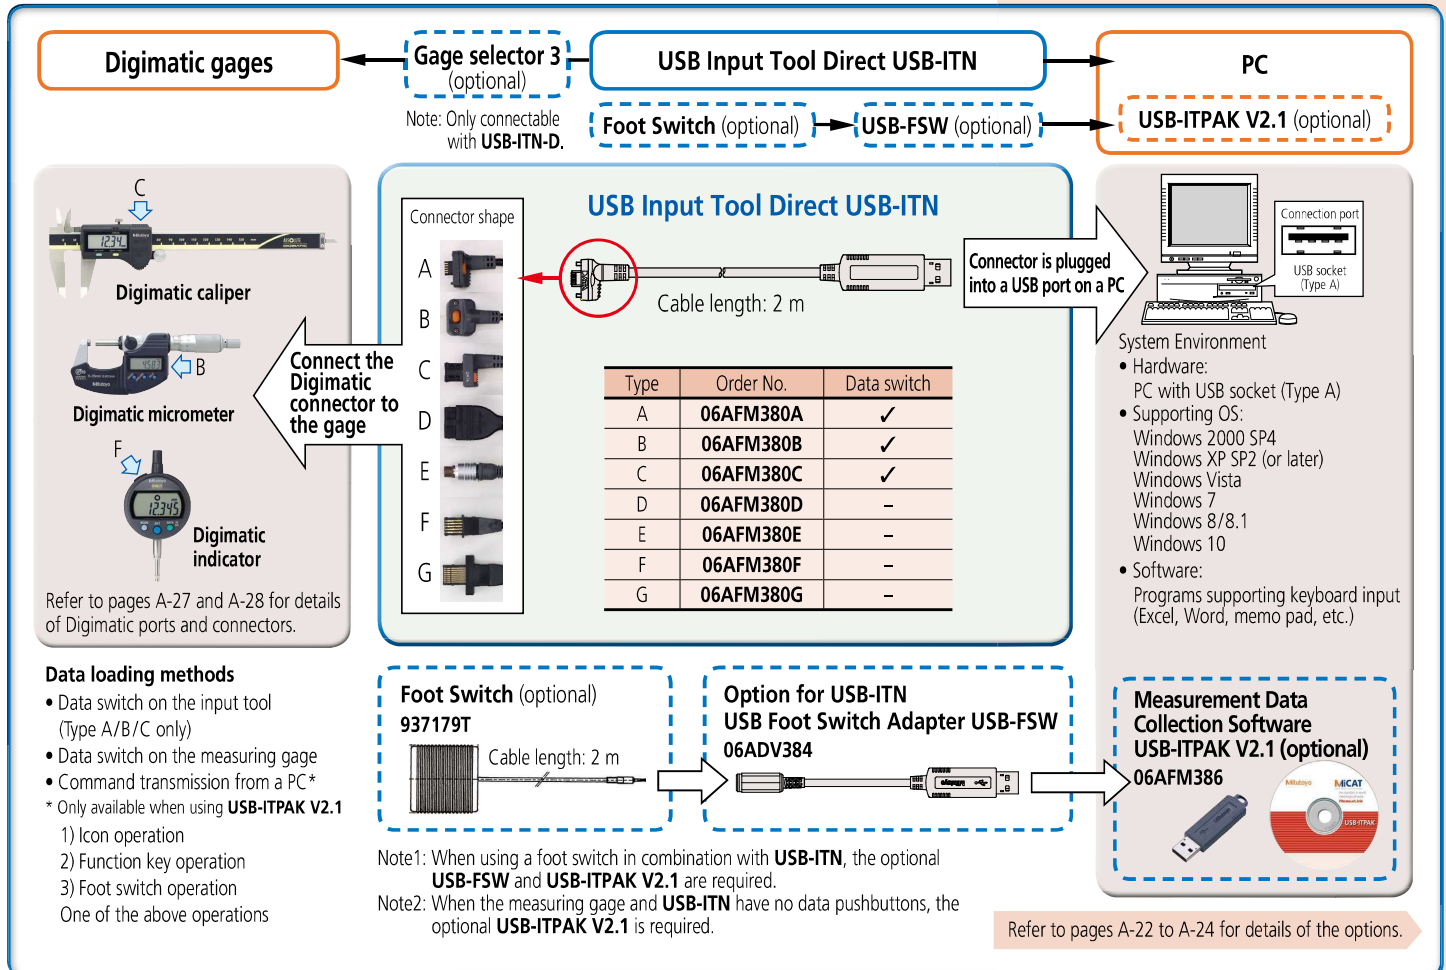 Digimatic gages
Gage selector 3
(optional)
USB Input Tool Direct USB-ITN
PC
Note: Only connectable
with USB-ITN-D.
Foot Switch (optional)
USB-FSW (optional)
USB-ITPAK V2.1 (optional)
C
Digimatic caliper
B
Digimatic micrometer
F
Digimatic
indicator
Refer to pages A-27 and A-28 for details
of Digimatic ports and connectors.
Connect the
Digimatic
connector to
the gage
Connector shape
A
B
C
D
E
F
G
USB Input Tool Direct USB-ITN
Cable length: 2 m
Type Order No. Data switch
A 06AFM380A ✓
B 06AFM380B ✓
C 06AFM380C ✓
D 06AFM380D –
E 06AFM380E –
F 06AFM380F –
G 06AFM380G –
Connector is plugged
into a USB port on a PC
Connection port
USB socket
(Type A)
System Environment
• Hardware:
PC with USB socket (Type A)
• Supporting OS:
Windows 2000 SP4
Windows XP SP2 (or later)
Windows Vista
Windows 7
Windows 8/8.1
Windows 10
• Software:
Programs supporting keyboard input
(Excel, Word, memo pad, etc.)
Data loading methods
• Data switch on the input tool
(Type A/B/C only)
• Data switch on the measuring gage
• Command transmission from a PC*
* Only available when using USB-ITPAK V2.1
1) Icon operation
2) Function key operation
3) Foot switch operation
One of the above operations
Foot Switch (optional)
937179T
Cable length: 2 m
Option for USB-ITN
USB Foot Switch Adapter USB-FSW
06ADV384
Mitutoyo
Measurement Data
Collection Software
USB-ITPAK V2.1 (optional)
06AFM386
Mitutoyo
MiCAT
USB-ITPAK
Note1: When using a foot switch in combination with USB-ITN, the optional
USB-FSW and USB-ITPAK V2.1 are required.
Note2: When the measuring gage and USB-ITN have no data pushbuttons, the
optional USB-ITPAK V2.1 is required.
Refer to pages A-22 to A-24 for details of the options.